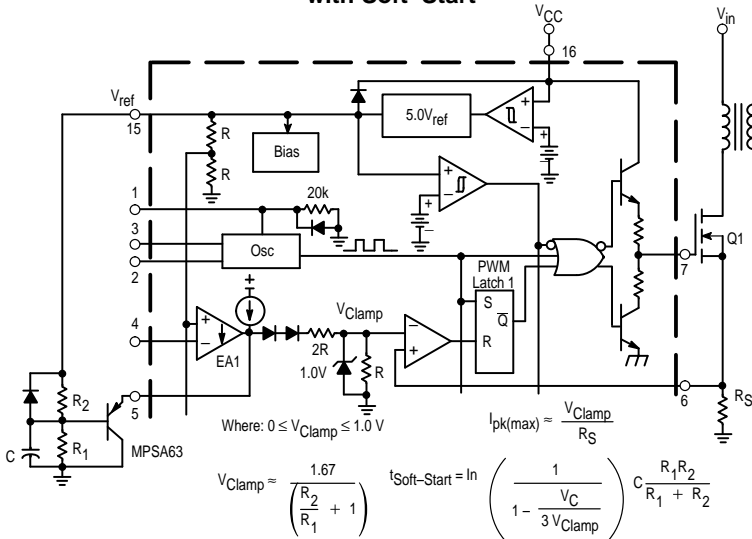 with Soft–Start
VCC
Vin
16
Vref
15
5.0Vref
+
–
+
–
R
Bias
R
+
–
+
–
1
20k
3
Osc
2
Q1
7
PWM
Latch 1
+
VClamp
S
Q
R
–
+
4
+
–
EA1
2R
1.0V
R
R2
5
6
RS
C
R1
MPSA63
Where: 0 ≤ VClamp ≤ 1.0 V
Ipk(max) ≈ VClamp / RS
VClamp ≈ 1.67 / (R2 / R1 + 1)
tSoft–Start = In (1 / (1 - VC / 3 VClamp)) C R1R2 / R1 + R2